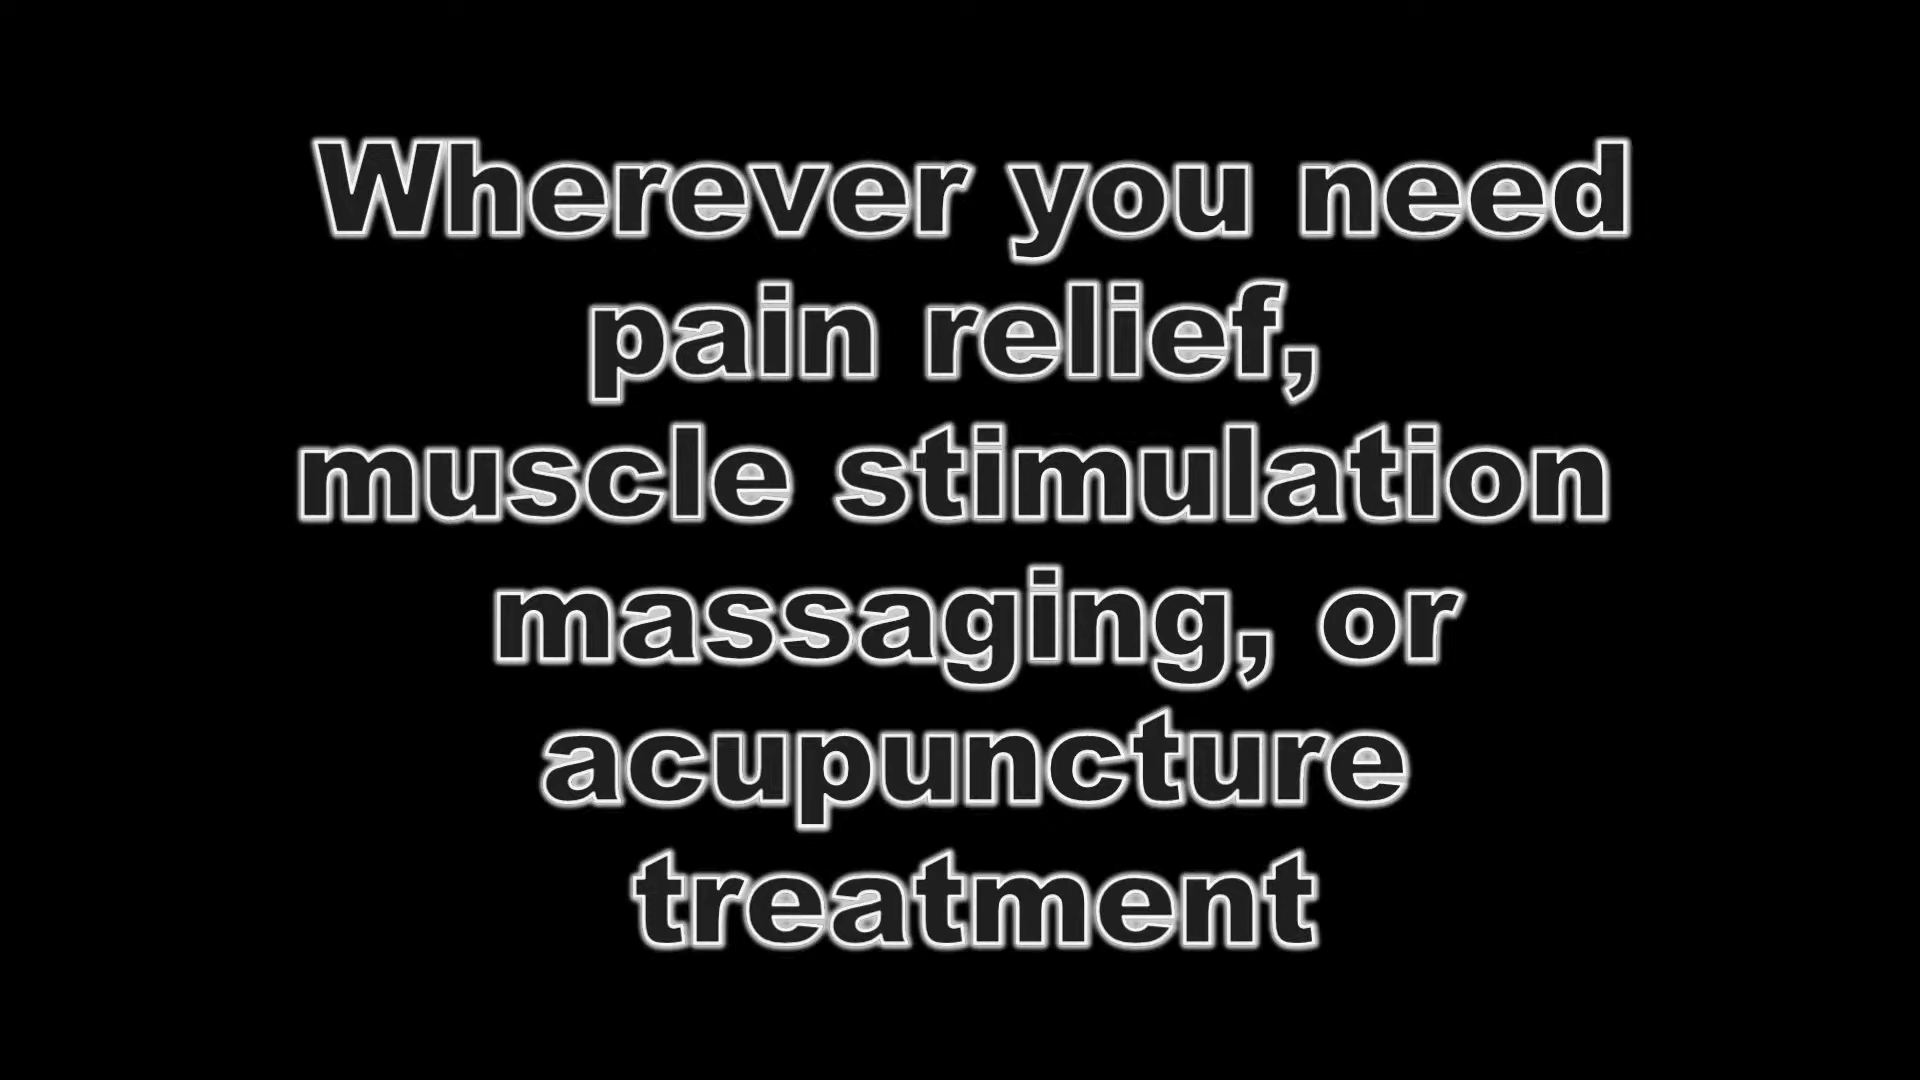 Wherever you need
pain relief,
muscle stimulation
massaging, or
acupuncture
treatment